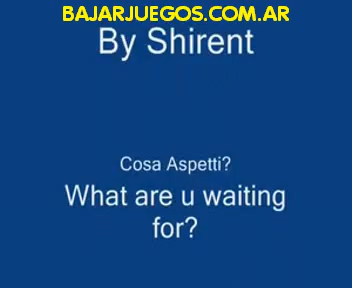 BAJARJUEGOS.COM.AR
By Shirent
Cosa Aspetti?
What are u waiting
for?